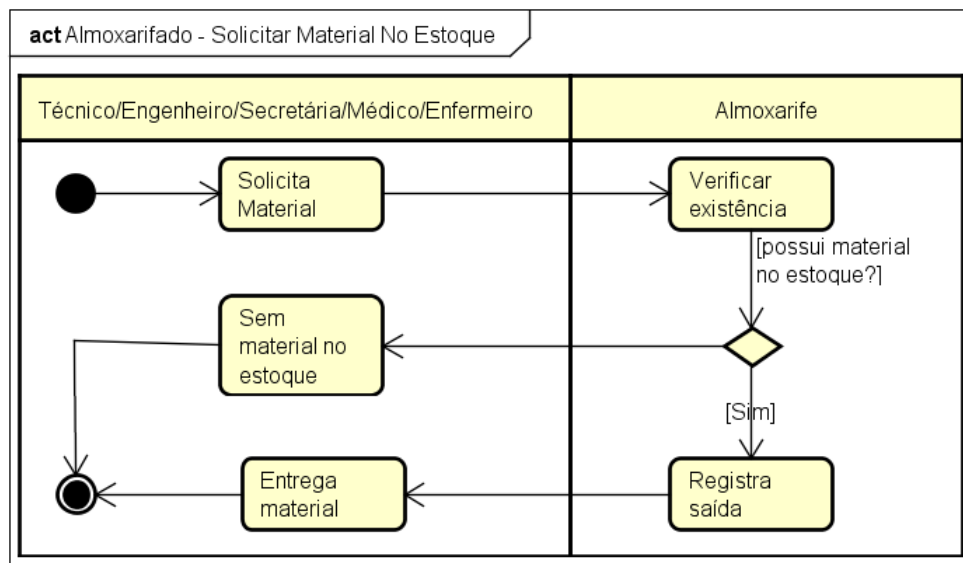 act Almoxarifado - Solicitar Material No Estoque
Técnico/Engenheiro/Secretária/Médico/Enfermeiro
Almoxarife
Solicita
Material
Verificar
existência
[possui material
no estoque?]
Sem
material no
estoque
[Sim]
Entrega
material
Registra
saída